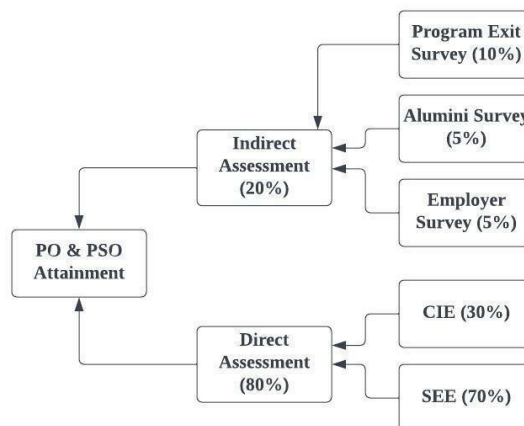 Program Exit
Survey (10%)
Alumini Survey
(5%)
Indirect
Assessment
(20%)
Employer
Survey (5%)
PO & PSO
Attainment
CIE (30%)
Direct
Assessment
(80%)
SEE (70%)